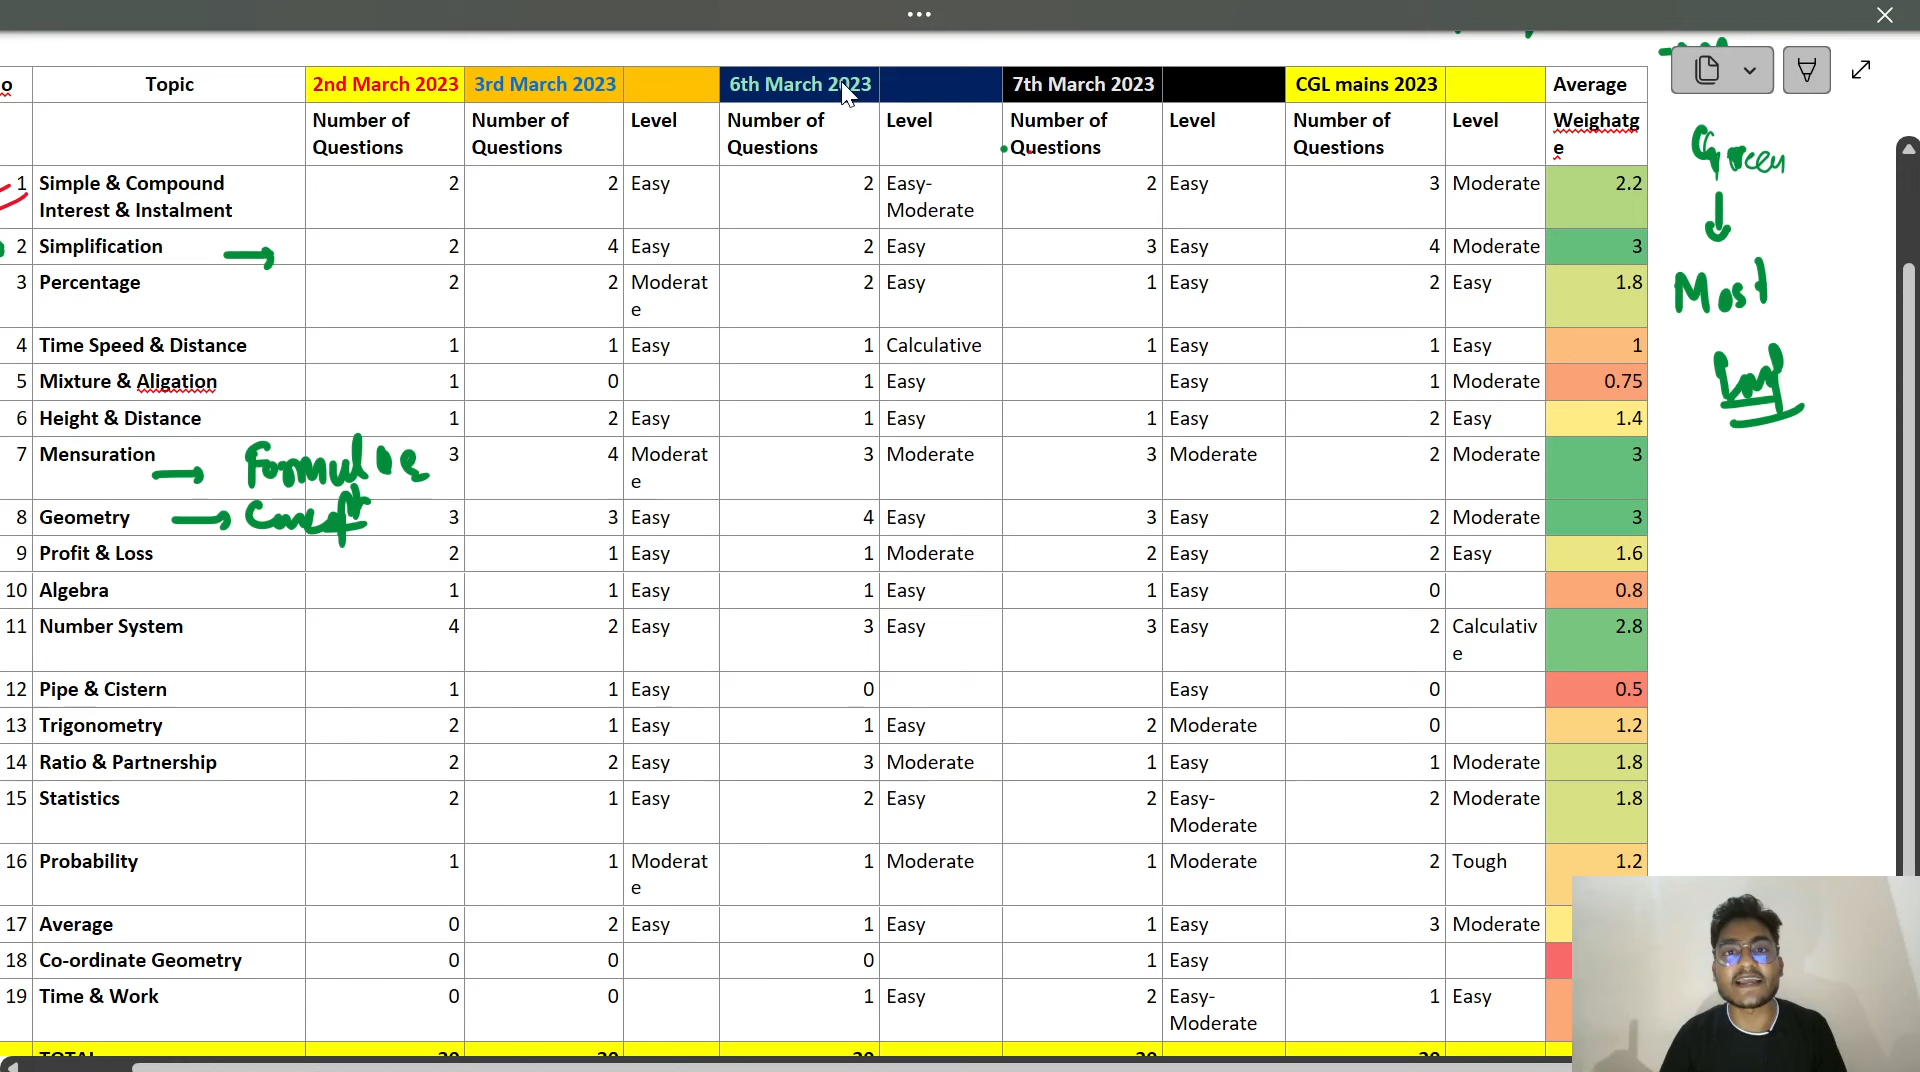 o Topic 2nd March 2023 3rd March 2023 6th March 2023 7th March 2023 CGL mains 2023 Average
Number of Questions Number of Questions Level Number of Questions Level Number of Questions Level Number of Questions Level Weighatge
1 Simple & Compound Interest & Instalment 2 2 Easy 2 Easy-Moderate 2 Easy 3 Moderate 2.2
2 Simplification 2 4 Easy 2 Easy 3 Easy 4 Moderate 3
3 Percentage 2 2 Moderate 2 Easy 1 Easy 2 Easy 1.8
4 Time Speed & Distance 1 1 Easy 1 Calculative 1 Easy 1 Easy 1
5 Mixture & Aligation 1 0 1 Easy Easy 1 Moderate 0.75
6 Height & Distance 1 2 Easy 1 Easy 1 Easy 2 Easy 1.4
7 Mensuration 3 4 Moderate 3 Moderate 3 Moderate 2 Moderate 3
8 Geometry 3 3 Easy 4 Easy 3 Easy 2 Moderate 3
9 Profit & Loss 2 1 Easy 1 Moderate 2 Easy 2 Easy 1.6
10 Algebra 1 1 Easy 1 Easy 1 Easy 0 0.8
11 Number System 4 2 Easy 3 Easy 3 Easy 2 Calculative 2.8
12 Pipe & Cistern 1 1 Easy 0 Easy 0 0.5
13 Trigonometry 2 1 Easy 1 Easy 2 Moderate 0 1.2
14 Ratio & Partnership 2 2 Easy 3 Moderate 1 Easy 1 Moderate 1.8
15 Statistics 2 1 Easy 2 Easy 2 Easy-Moderate 2 Moderate 1.8
16 Probability 1 1 Moderate 1 Moderate 1 Moderate 2 Tough 1.2
17 Average 0 2 Easy 1 Easy 1 Easy 3 Moderate
18 Co-ordinate Geometry 0 0 0 1 Easy
19 Time & Work 0 0 1 Easy 2 Easy-Moderate 1 Easy
TOTAL 30 30 30 30 30
Formulae
Concept
Green
Most
Imp